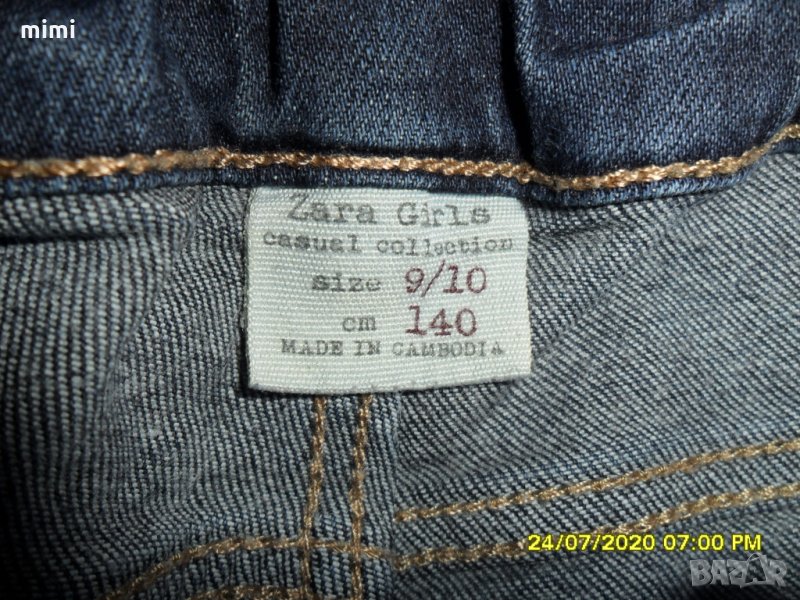 mimi
Zara Girls
casual collection
size 9/10
cm 140
MADE IN CAMBODIA
24/07/2020 07:00 PM
BAZAR